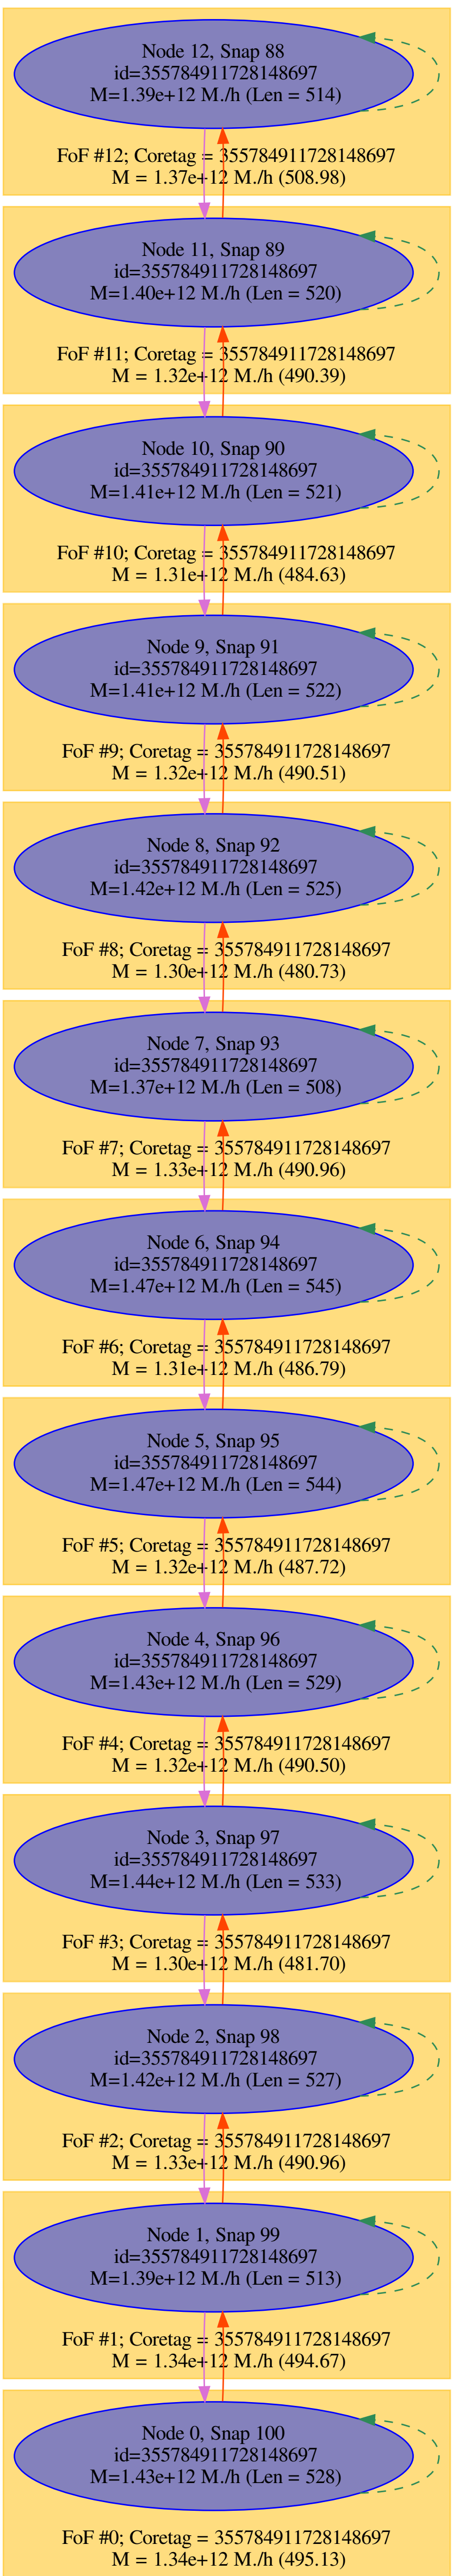 Node 12, Snap 88
id=355784911728148697
M=1.39e+12 M./h (Len = 514)
FoF #12; Coretag = 355784911728148697
M = 1.37e+12 M./h (508.98)
Node 11, Snap 89
id=355784911728148697
M=1.40e+12 M./h (Len = 520)
FoF #11; Coretag = 355784911728148697
M = 1.32e+12 M./h (490.39)
Node 10, Snap 90
id=355784911728148697
M=1.41e+12 M./h (Len = 521)
FoF #10; Coretag = 355784911728148697
M = 1.31e+12 M./h (484.63)
Node 9, Snap 91
id=355784911728148697
M=1.41e+12 M./h (Len = 522)
FoF #9; Coretag = 355784911728148697
M = 1.32e+12 M./h (490.51)
Node 8, Snap 92
id=355784911728148697
M=1.42e+12 M./h (Len = 525)
FoF #8; Coretag = 355784911728148697
M = 1.30e+12 M./h (480.73)
Node 7, Snap 93
id=355784911728148697
M=1.37e+12 M./h (Len = 508)
FoF #7; Coretag = 355784911728148697
M = 1.33e+12 M./h (490.96)
Node 6, Snap 94
id=355784911728148697
M=1.47e+12 M./h (Len = 545)
FoF #6; Coretag = 355784911728148697
M = 1.31e+12 M./h (486.79)
Node 5, Snap 95
id=355784911728148697
M=1.47e+12 M./h (Len = 544)
FoF #5; Coretag = 355784911728148697
M = 1.32e+12 M./h (487.72)
Node 4, Snap 96
id=355784911728148697
M=1.43e+12 M./h (Len = 529)
FoF #4; Coretag = 355784911728148697
M = 1.32e+12 M./h (490.50)
Node 3, Snap 97
id=355784911728148697
M=1.44e+12 M./h (Len = 533)
FoF #3; Coretag = 355784911728148697
M = 1.30e+12 M./h (481.70)
Node 2, Snap 98
id=355784911728148697
M=1.42e+12 M./h (Len = 527)
FoF #2; Coretag = 355784911728148697
M = 1.33e+12 M./h (490.96)
Node 1, Snap 99
id=355784911728148697
M=1.39e+12 M./h (Len = 513)
FoF #1; Coretag = 355784911728148697
M = 1.34e+12 M./h (494.67)
Node 0, Snap 100
id=355784911728148697
M=1.43e+12 M./h (Len = 528)
FoF #0; Coretag = 355784911728148697
M = 1.34e+12 M./h (495.13)